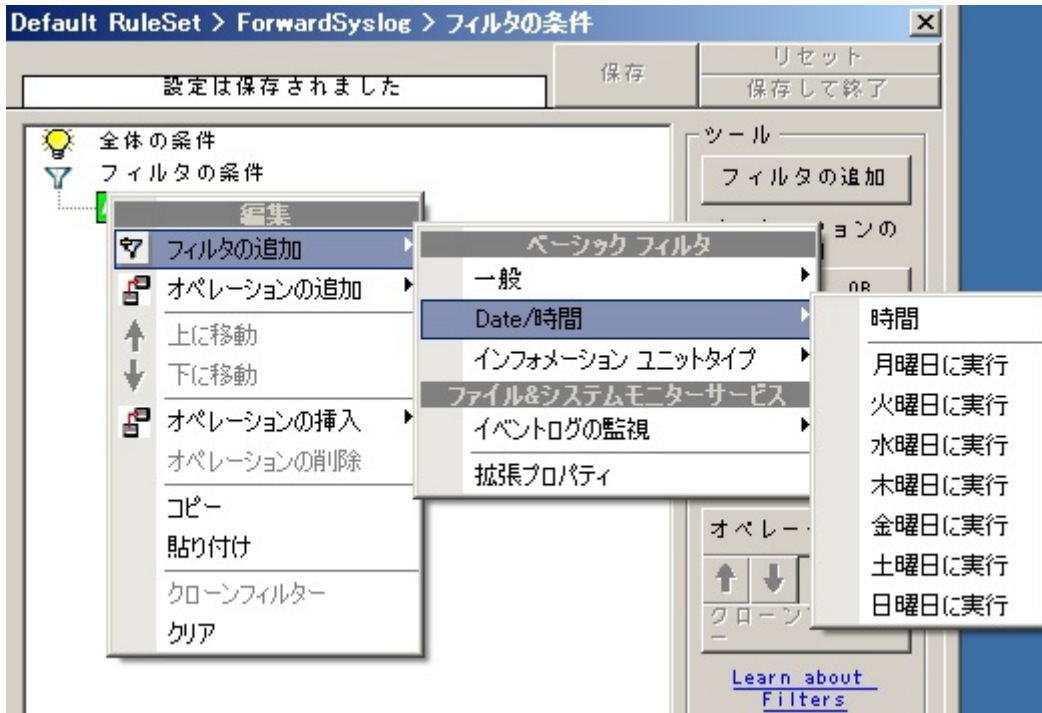 Default RuleSet > ForwardSyslog > フィルタの条件
設定は保存されました
保存
リセット
保存して終了
全体の条件
フィルタの条件
編集
フィルタの追加
オペレーションの追加
上に移動
下に移動
オペレーションの挿入
オペレーションの削除
コピー
貼り付け
クローンフィルター
クリア
ベーシック フィルタ
一般
Date/時間
インフォメーション ユニットタイプ
ファイル&システムモニターサービス
イベントログの監視
拡張プロパティ
時間
月曜日に実行
火曜日に実行
水曜日に実行
木曜日に実行
金曜日に実行
土曜日に実行
日曜日に実行
ツール
フィルタの追加
ョンの
OR
オペレー
クローン
Learn about
Filters